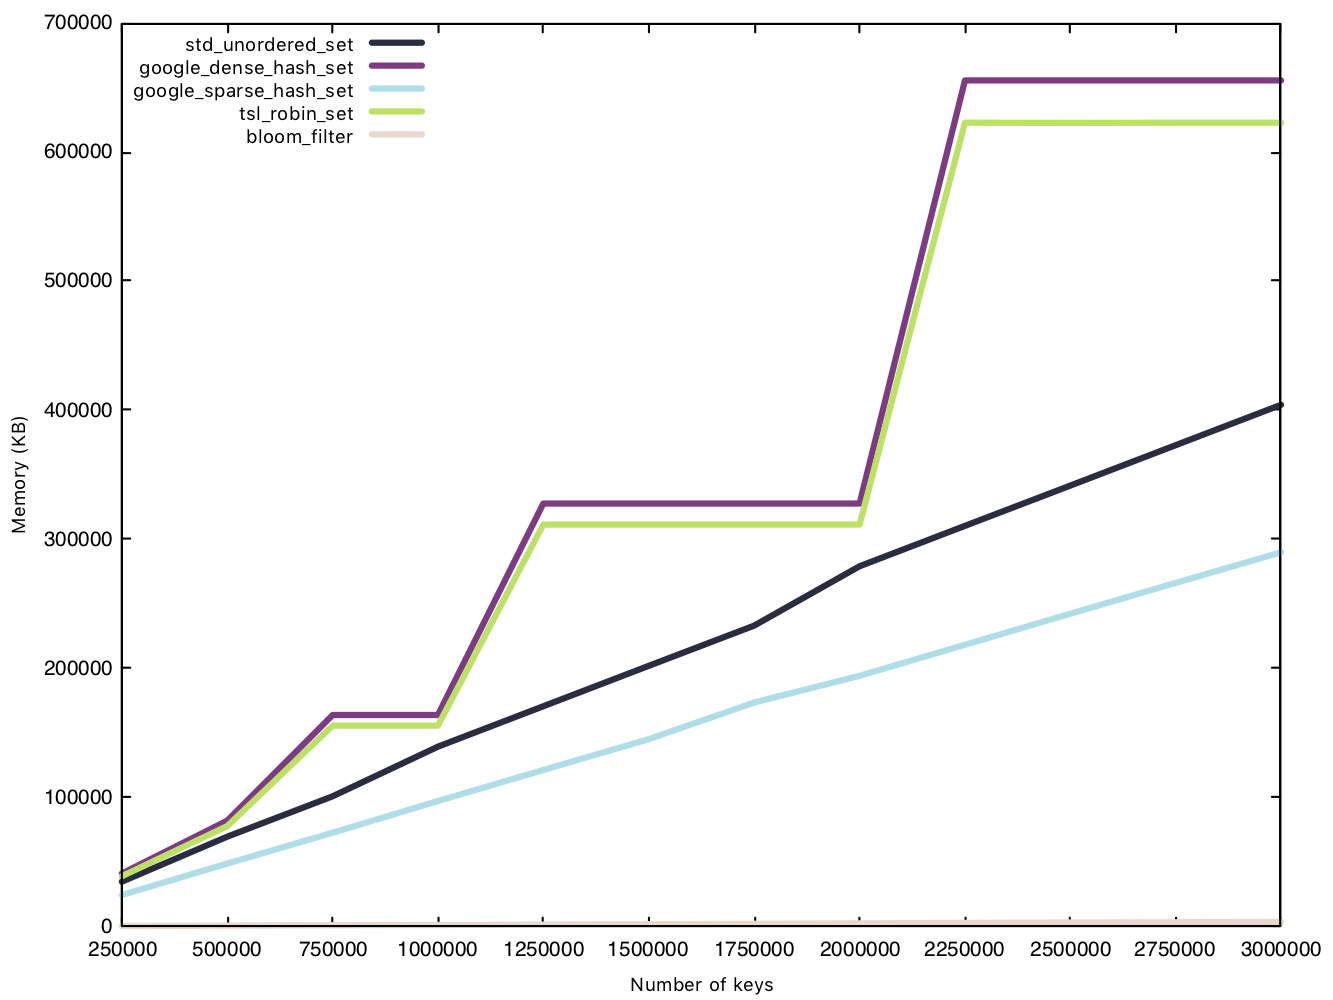 700000
600000
500000
400000
300000
200000
100000
0
Memory (KB)
std_unordered_set
google_dense_hash_set
google_sparse_hash_set
tsl_robin_set
bloom_filter
250000 500000 750000 1000000 1250000 1500000 1750000 2000000 2250000 2500000 2750000 3000000
Number of keys